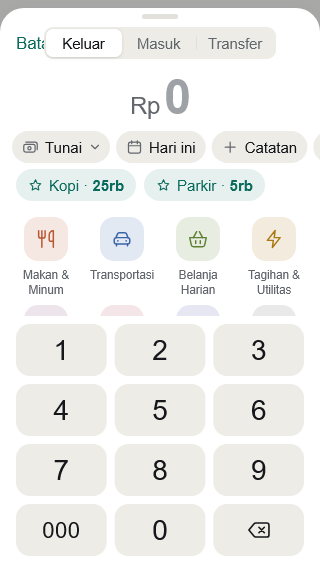 Bata
Keluar Masuk Transfer
Rp 0
Tunai Hari ini Catatan
Kopi · 25rb Parkir · 5rb
Makan & Minum
Transportasi
Belanja Harian
Tagihan & Utilitas
1 2 3
4 5 6
7 8 9
000 0